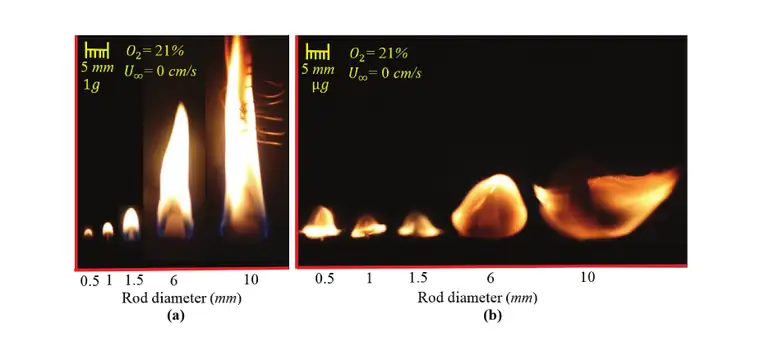 O₂ = 21%
U∞ = 0 cm/s
5 mm
1g
0.5 1 1.5 6 10
Rod diameter (mm)
(a)
O₂ = 21%
U∞ = 0 cm/s
5 mm
μg
0.5 1 1.5 6 10
Rod diameter (mm)
(b)